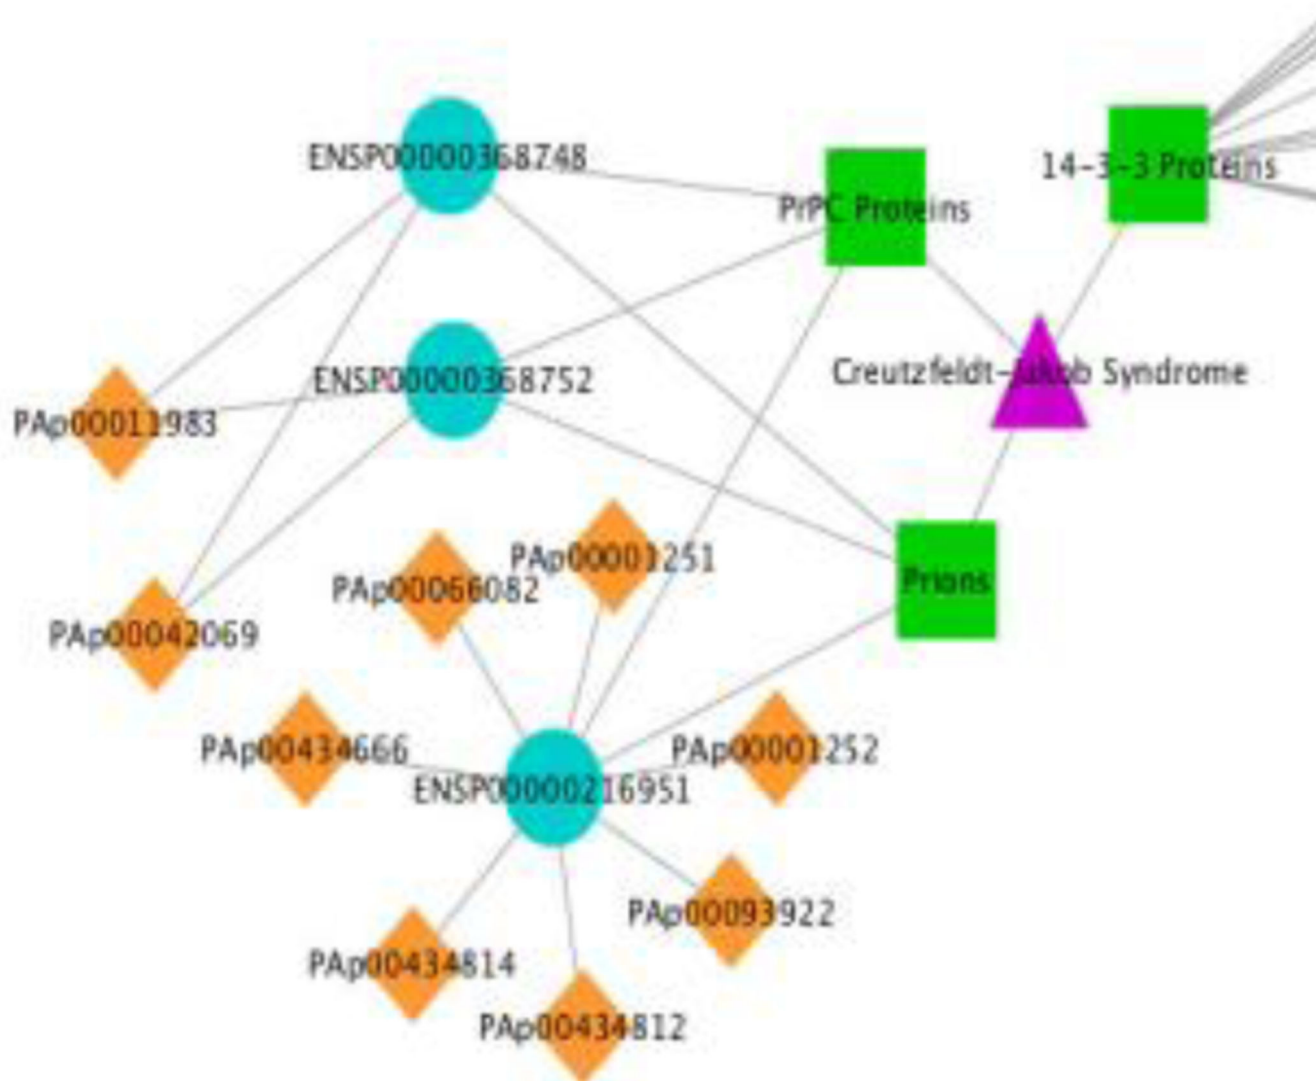 ENSP00000368748
14-3-3 Proteins
PrPC Proteins
ENSP00000368752
Creutzfeldt-Jakob Syndrome
PAp00011983
PAp00001251
PAp00066082
Prions
PAp00042069
PAp00434666
PAp00001252
ENSP00000216951
PAp00093922
PAp00434814
PAp00434812